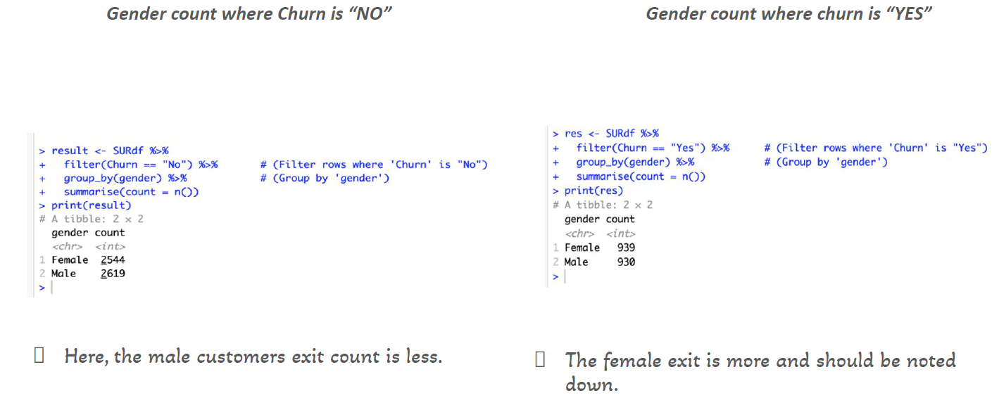 Gender count where Churn is “NO”
> result <- SURdf %>%
+   filter(Churn == "No") %>%       # (Filter rows where 'Churn' is "No")
+   group_by(gender) %>%            # (Group by 'gender')
+   summarise(count = n())
> print(result)
# A tibble: 2 × 2
  gender count
  <chr>  <int>
1 Female  2544
2 Male    2619
>
Here, the male customers exit count is less.
Gender count where churn is “YES”
> res <- SURdf %>%
+   filter(Churn == "Yes") %>%      # (Filter rows where 'Churn' is "Yes")
+   group_by(gender) %>%            # (Group by 'gender')
+   summarise(count = n())
> print(res)
# A tibble: 2 × 2
  gender count
  <chr>  <int>
1 Female   939
2 Male     930
>
The female exit is more and should be noted
down.